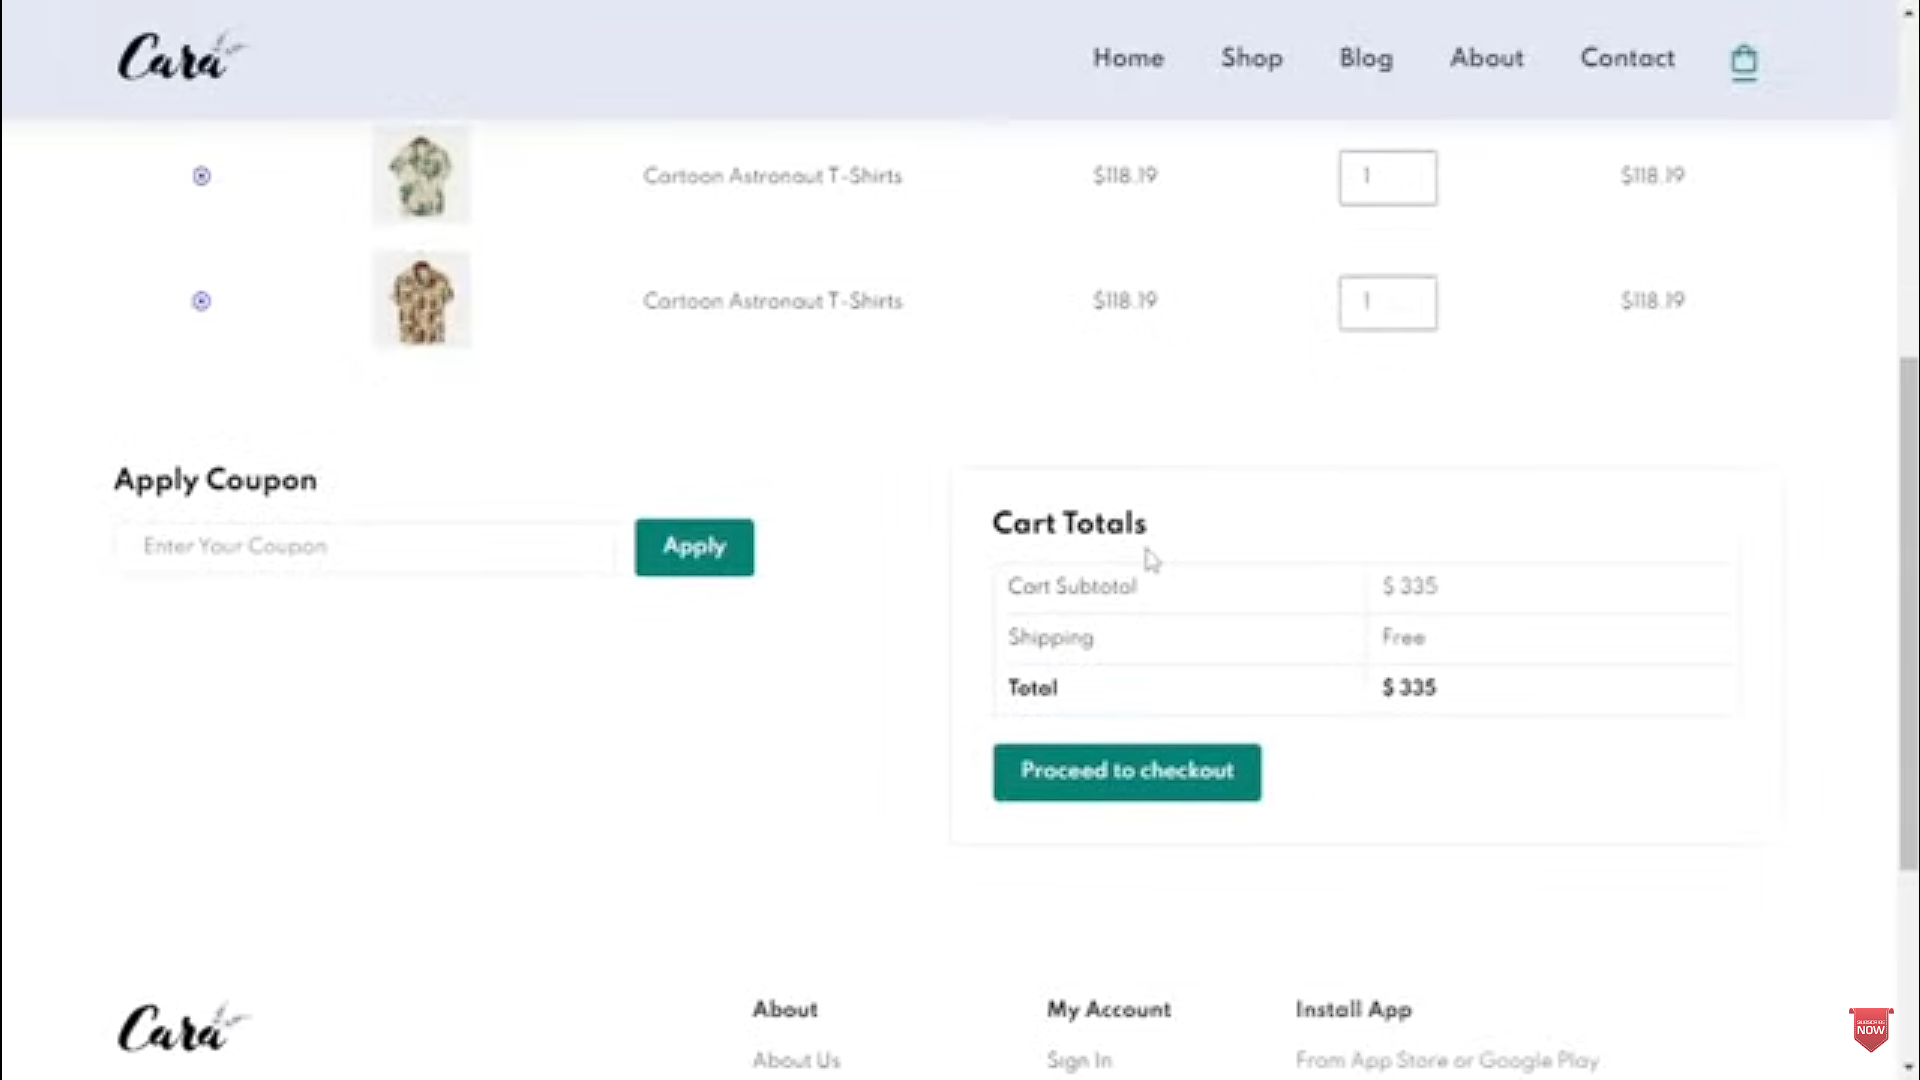 Cara
Home Shop Blog About Contact
Cartoon Astronaut T-Shirts $118.19 1 $118.19
Cartoon Astronaut T-Shirts $118.19 1 $118.19
Apply Coupon
Enter Your Coupon Apply
Cart Totals
Cart Subtotal $ 335
Shipping Free
Total $ 335
Proceed to checkout
Cara
About My Account Install App
About Us Sign In From App Store or Google Play
SUBSCRIBE
NOW